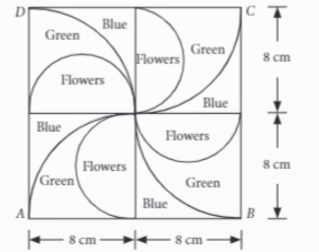 D Blue C
Green
Flowers Green
8 cm
Flowers
Blue
Blue
Flowers
Flowers 8 cm
Green Green
Blue
A B
8 cm 8 cm